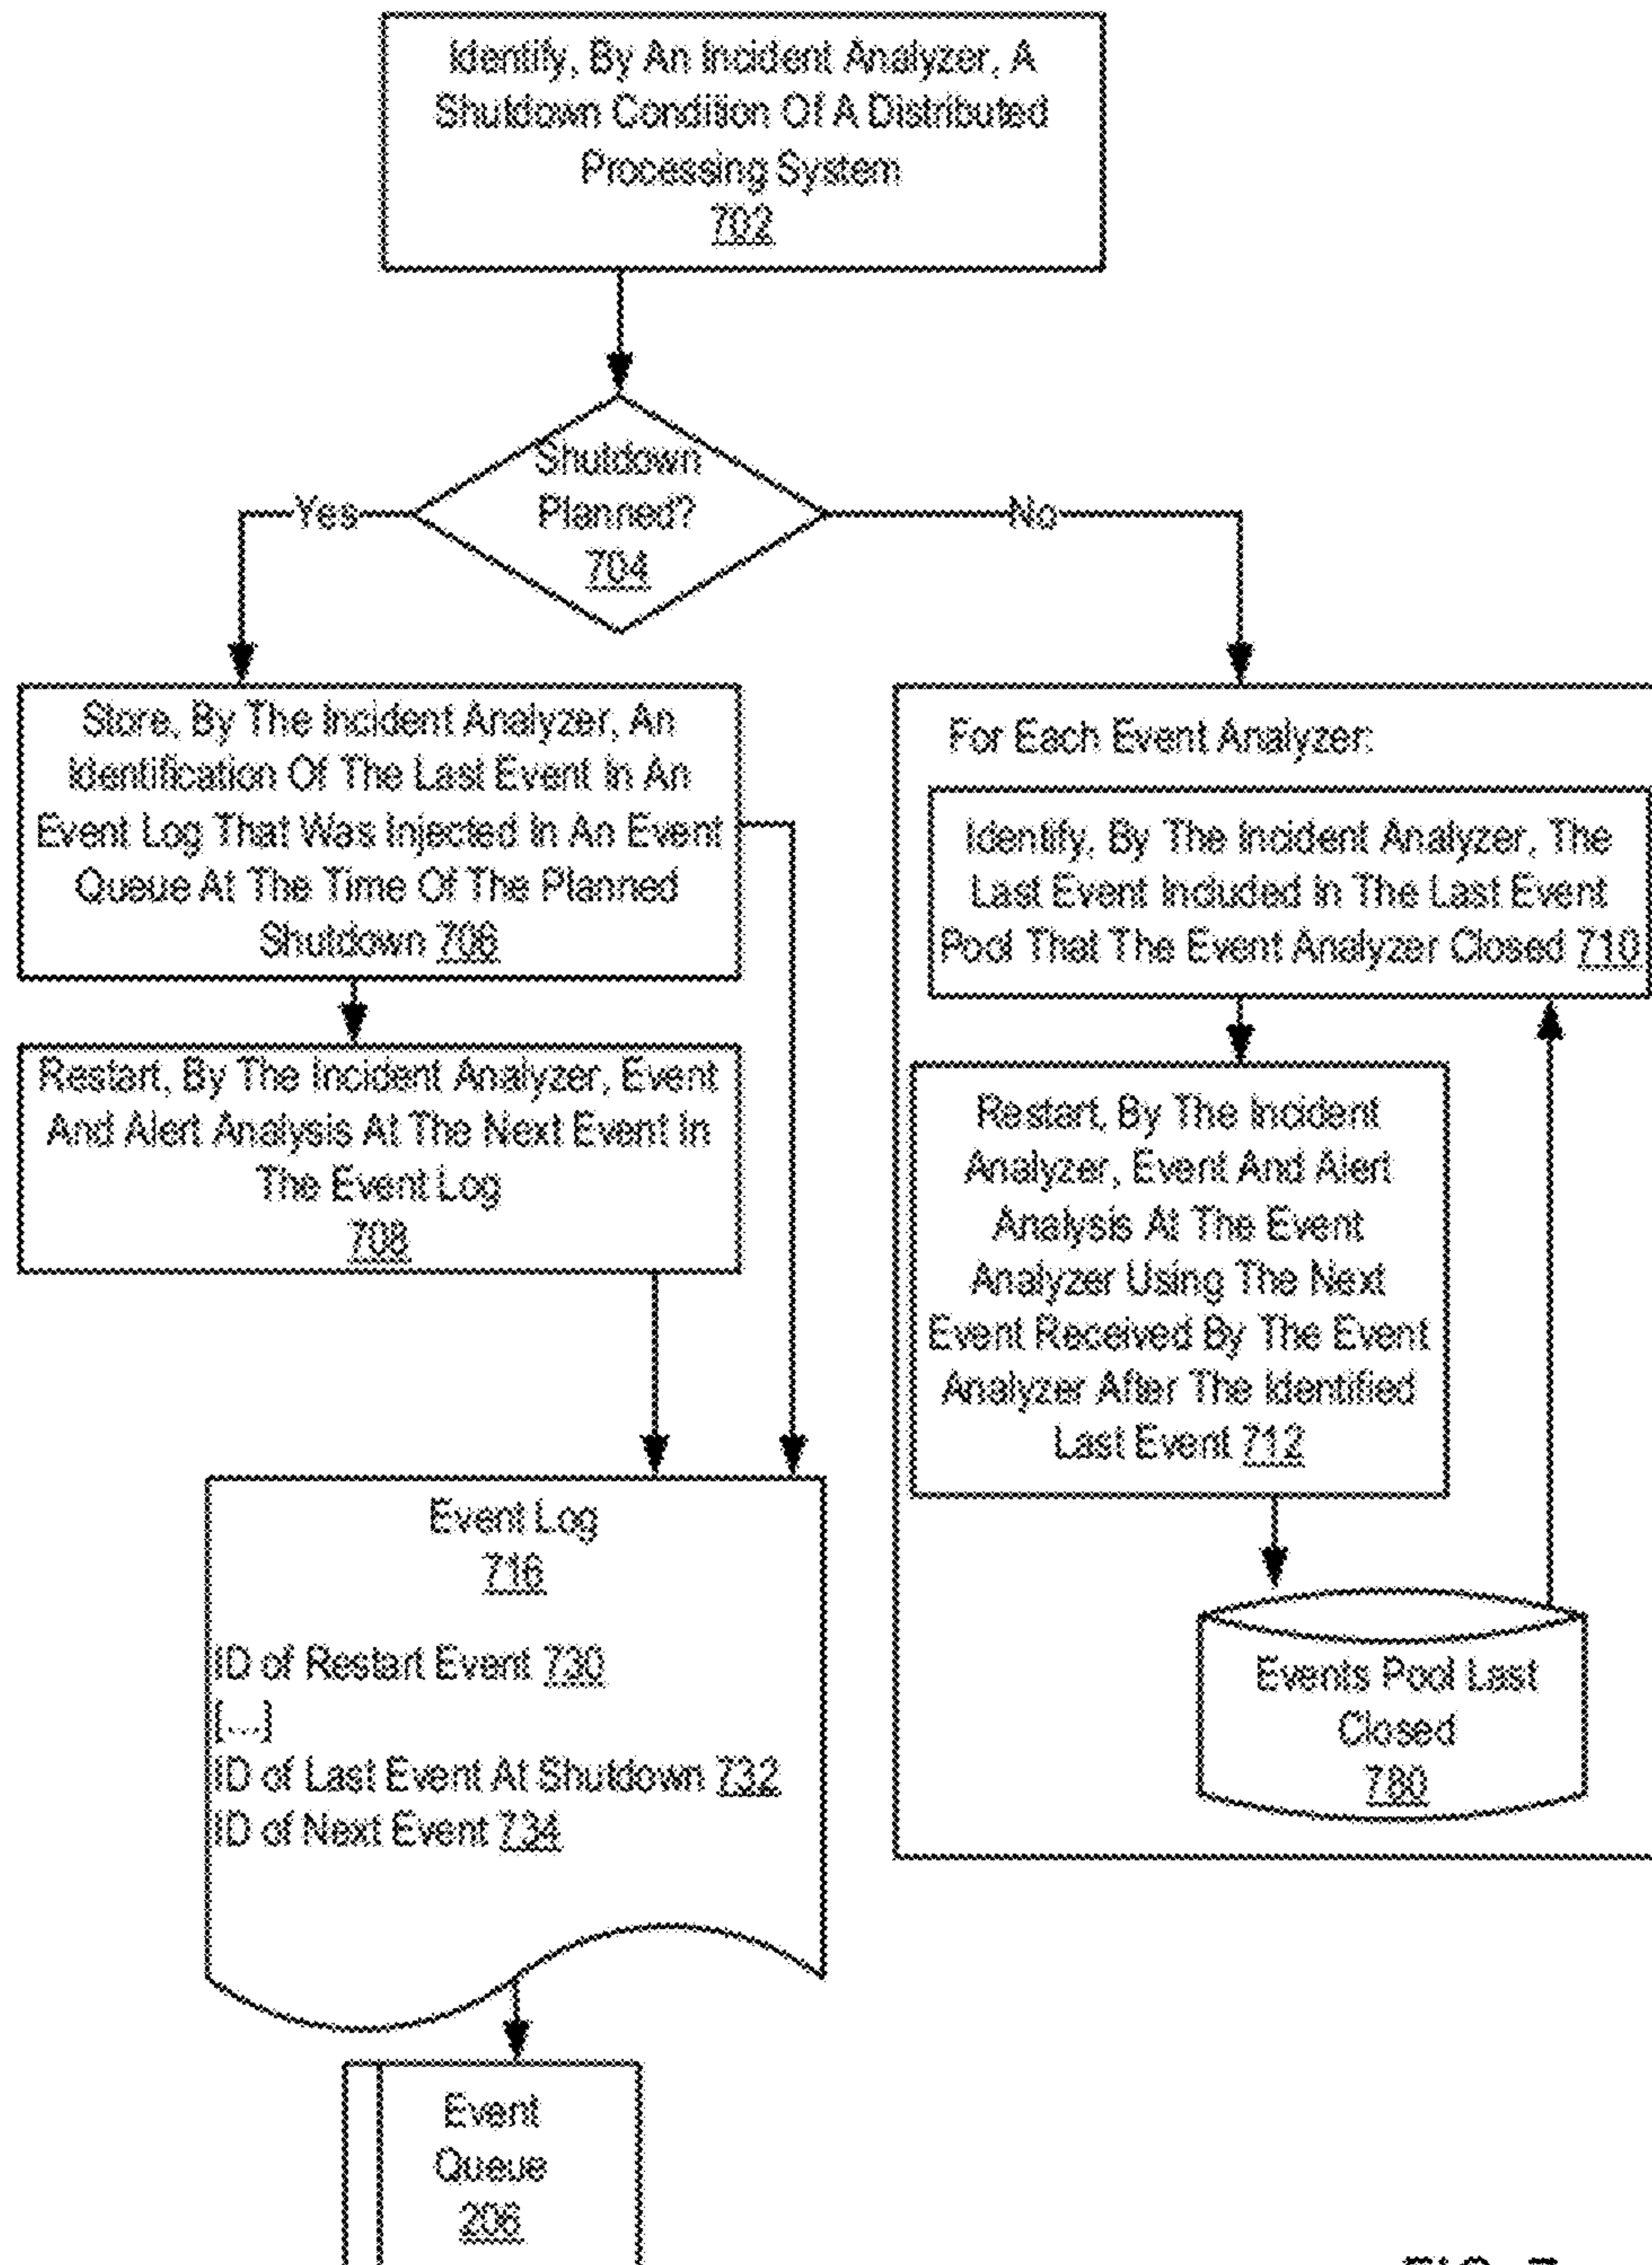 Identify, By An Incident Analyzer, A
Shutdown Condition Of A Distributed
Processing System
702
Shutdown
Planned?
704
Yes
No
Store, By The Incident Analyzer, An
Identification Of The Last Event In An
Event Log That Was Injected In An Event
Queue At The Time Of The Planned
Shutdown 706
Restart, By The Incident Analyzer, Event
And Alert Analysis At The Next Event In
The Event Log
708
For Each Event Analyzer:
Identify, By The Incident Analyzer, The
Last Event Included In The Last Event
Pool That The Event Analyzer Closed 710
Restart, By The Incident
Analyzer, Event And Alert
Analysis At The Event
Analyzer Using The Next
Event Received By The Event
Analyzer After The Identified
Last Event 712
Events Pool Last
Closed
780
Event Log
716
ID of Restart Event 730
[...]
ID of Last Event At Shutdown 732
ID of Next Event 734
Event
Queue
206